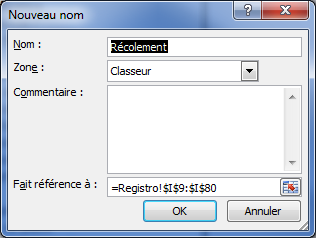 Nouveau nom
Nom :
Récolement
Zone :
Classeur
Commentaire :
Fait référence à :
=Registro!$I$9:$I$80
OK
Annuler